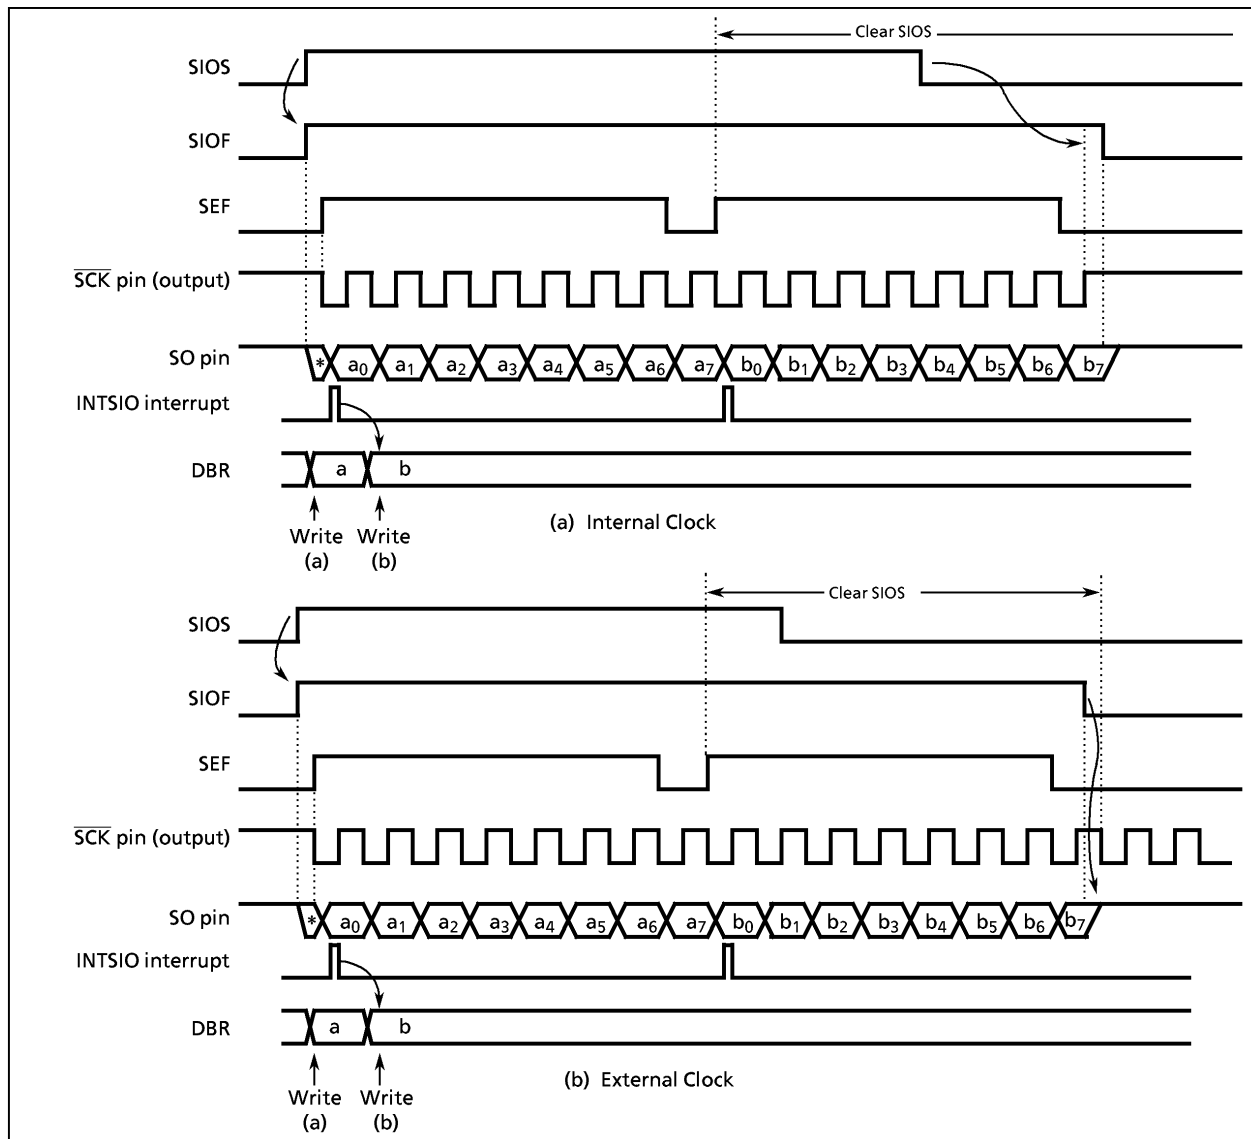 Clear SIOS
SIOS
SIOF
SEF
SCK pin (output)
SO pin * a0 a1 a2 a3 a4 a5 a6 a7 b0 b1 b2 b3 b4 b5 b6 b7
INTSIO interrupt
DBR a b
Write (a)
Write (b)
(a) Internal Clock
Clear SIOS
SIOS
SIOF
SEF
SCK pin (output)
SO pin * a0 a1 a2 a3 a4 a5 a6 a7 b0 b1 b2 b3 b4 b5 b6 b7
INTSIO interrupt
DBR a b
Write (a)
Write (b)
(b) External Clock